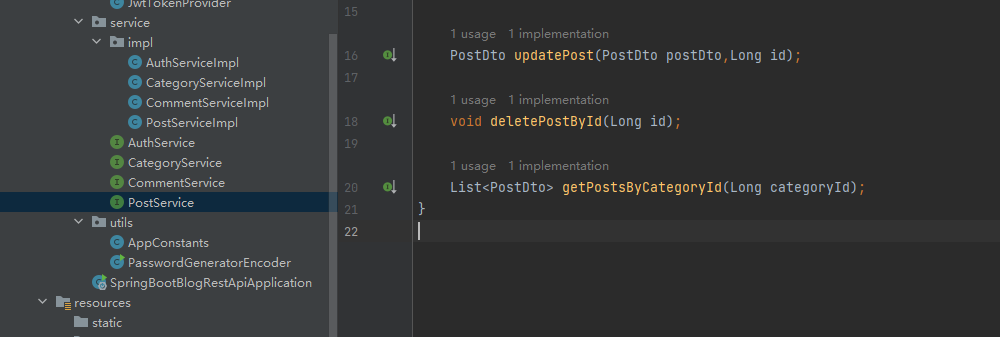 JwtTokenProvider
service
impl
AuthServiceImpl
CategoryServiceImpl
CommentServiceImpl
PostServiceImpl
AuthService
CategoryService
CommentService
PostService
utils
AppConstants
PasswordGeneratorEncoder
SpringBootBlogRestApiApplication
resources
static
15
1 usage 1 implementation
16 PostDto updatePost(PostDto postDto,Long id);
17
1 usage 1 implementation
18 void deletePostById(Long id);
19
1 usage 1 implementation
20 List<PostDto> getPostsByCategoryId(Long categoryId);
21 }
22